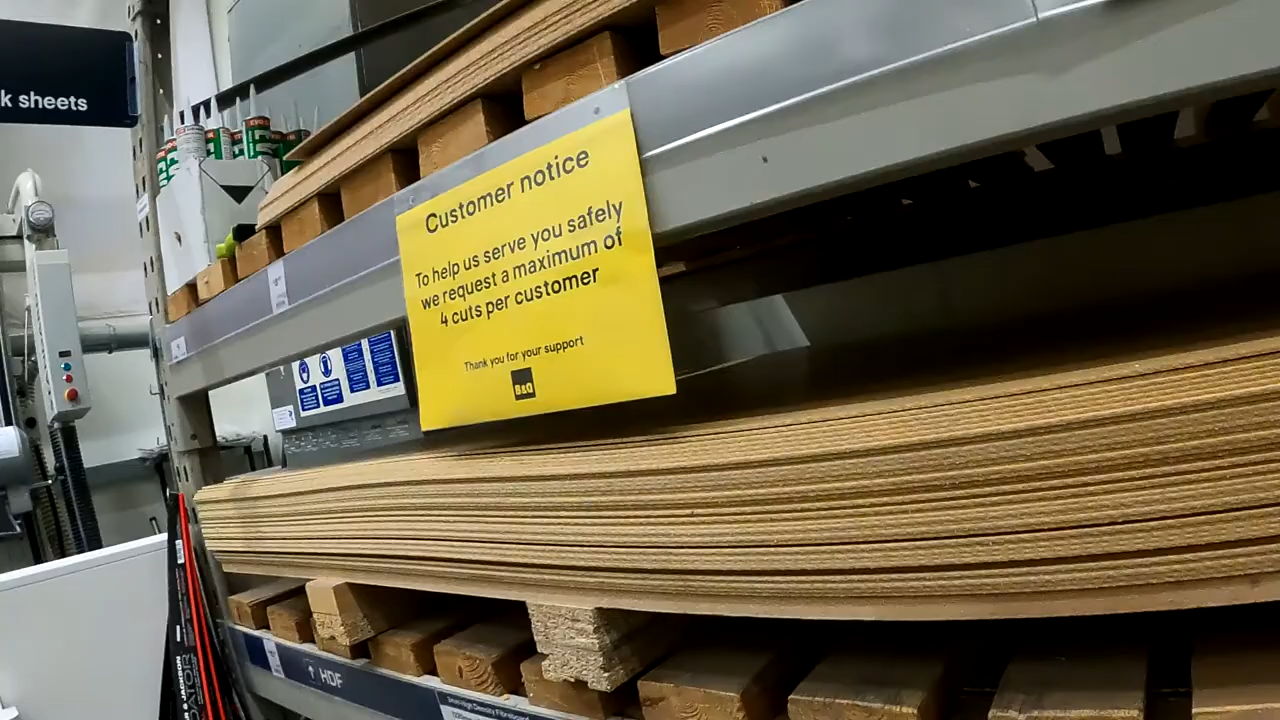 k sheets
Customer notice
To help us serve you safely
we request a maximum of
4 cuts per customer
Thank you for your support
B&Q
HDF
JACKSON